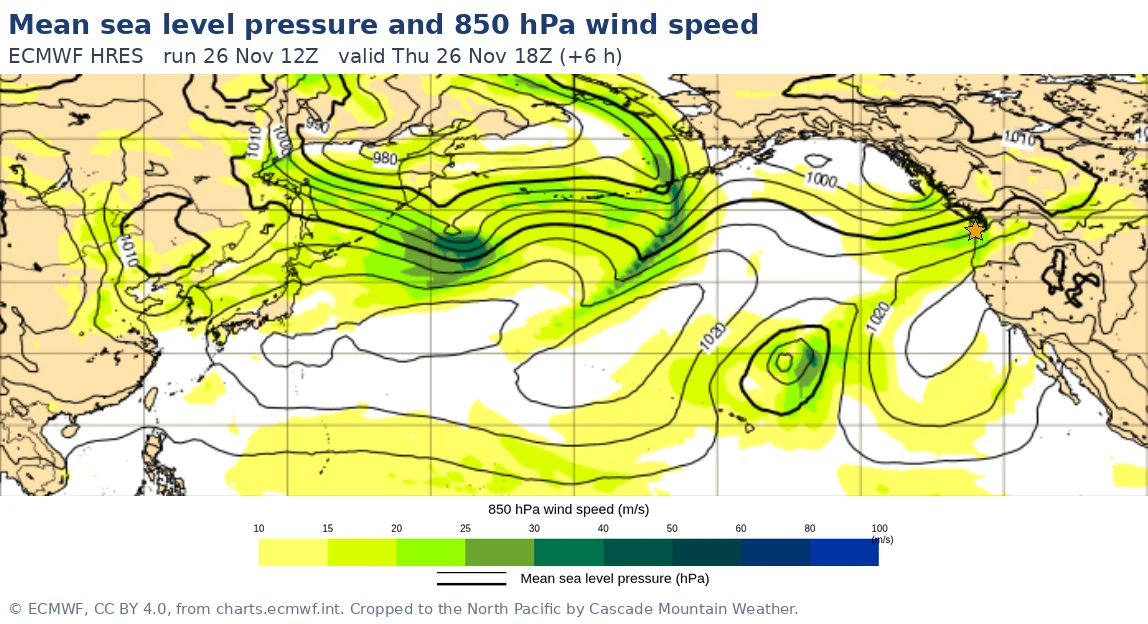 Mean sea level pressure and 850 hPa wind speed
ECMWF HRES run 26 Nov 12Z valid Thu 26 Nov 18Z (+6 h)
990
1010
1000
980
1010
1000
1010
1020
1020
850 hPa wind speed (m/s)
10 15 20 25 30 40 50 60 80 100
(m/s)
Mean sea level pressure (hPa)
© ECMWF, CC BY 4.0, from charts.ecmwf.int. Cropped to the North Pacific by Cascade Mountain Weather.